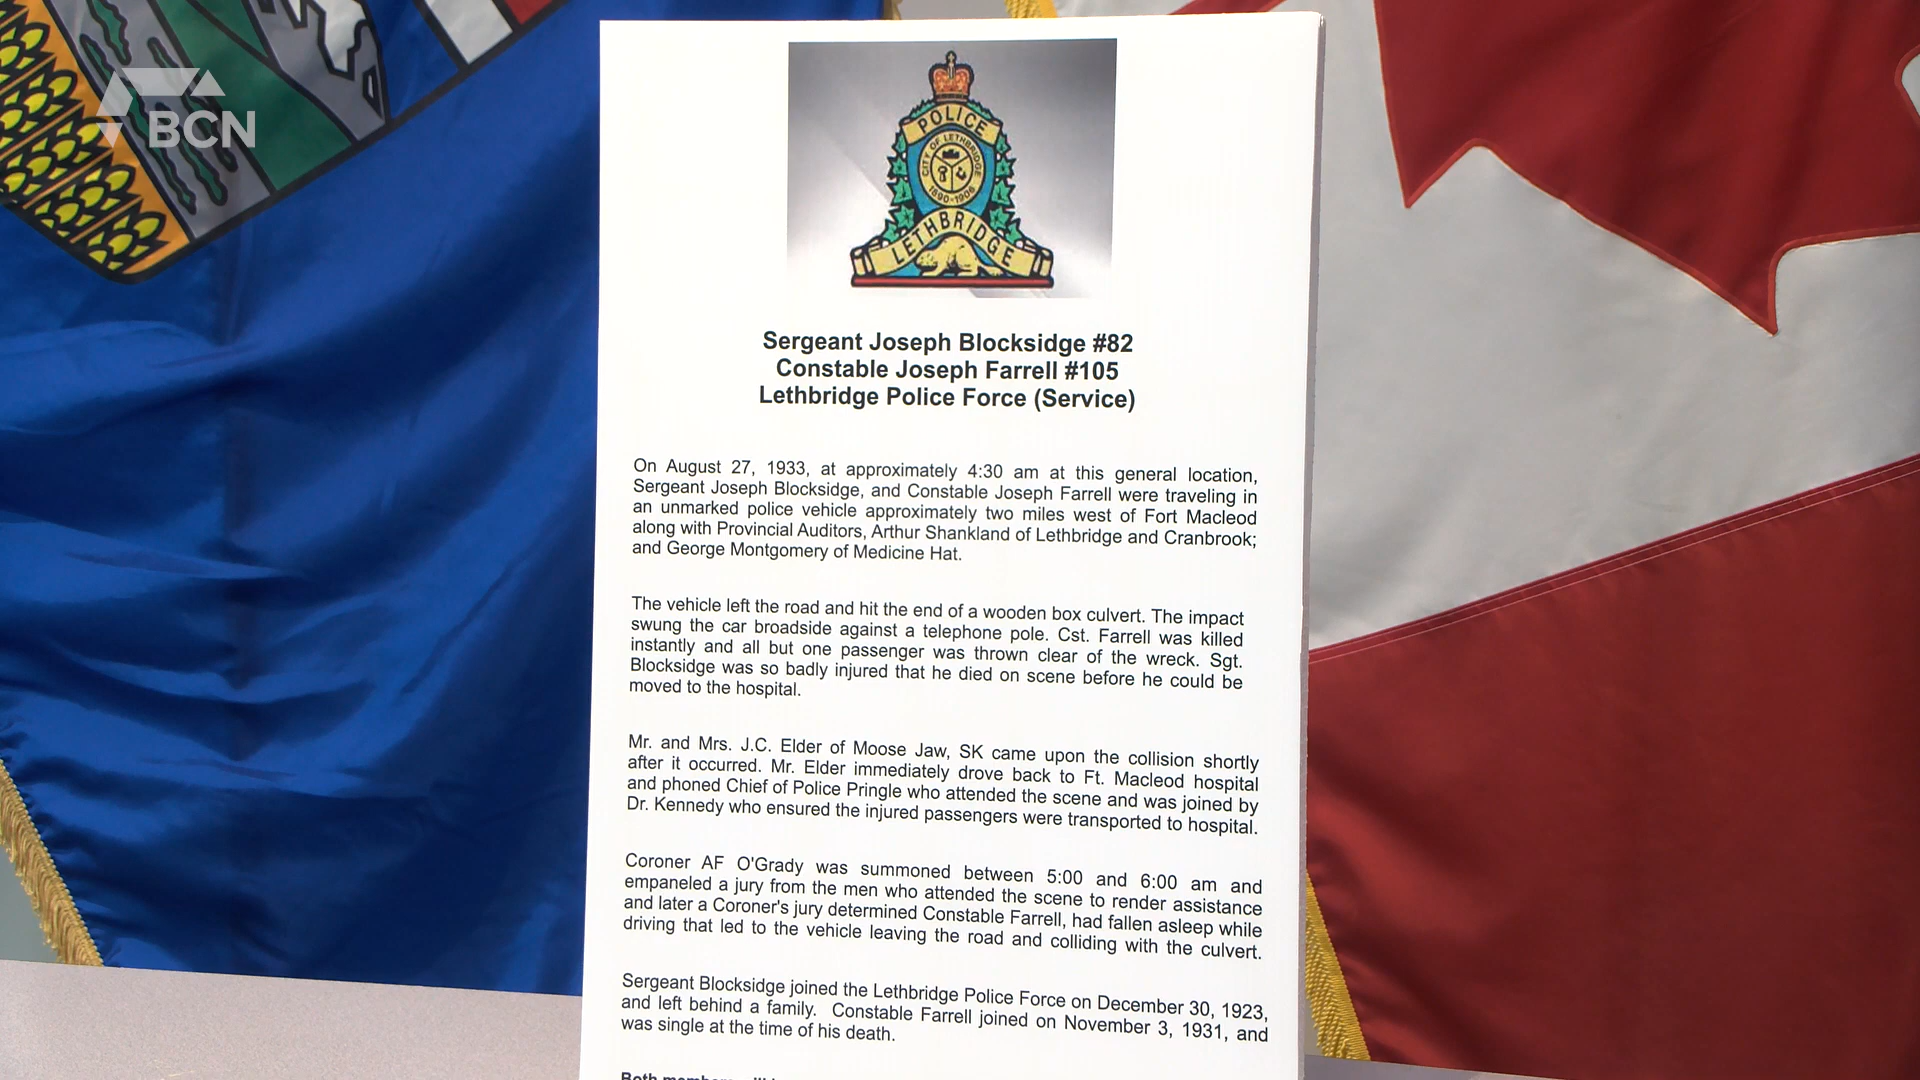 BCN
POLICE
CITY OF LETHBRIDGE
1890-1906
LETHBRIDGE
Sergeant Joseph Blocksidge #82
Constable Joseph Farrell #105
Lethbridge Police Force (Service)
On August 27, 1933, at approximately 4:30 am at this general location,
Sergeant Joseph Blocksidge, and Constable Joseph Farrell were traveling in
an unmarked police vehicle approximately two miles west of Fort Macleod
along with Provincial Auditors, Arthur Shankland of Lethbridge and Cranbrook;
and George Montgomery of Medicine Hat.
The vehicle left the road and hit the end of a wooden box culvert. The impact
swung the car broadside against a telephone pole. Cst. Farrell was killed
instantly and all but one passenger was thrown clear of the wreck. Sgt.
Blocksidge was so badly injured that he died on scene before he could be
moved to the hospital.
Mr. and Mrs. J.C. Elder of Moose Jaw, SK came upon the collision shortly
after it occurred. Mr. Elder immediately drove back to Ft. Macleod hospital
and phoned Chief of Police Pringle who attended the scene and was joined by
Dr. Kennedy who ensured the injured passengers were transported to hospital.
Coroner AF O'Grady was summoned between 5:00 and 6:00 am and
empaneled a jury from the men who attended the scene to render assistance
and later a Coroner's jury determined Constable Farrell, had fallen asleep while
driving that led to the vehicle leaving the road and colliding with the culvert.
Sergeant Blocksidge joined the Lethbridge Police Force on December 30, 1923,
and left behind a family. Constable Farrell joined on November 3, 1931, and
was single at the time of his death.
Both